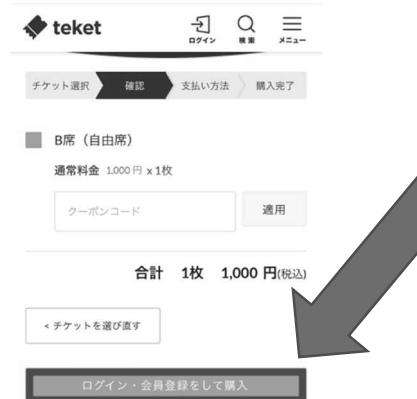 teket
ログイン 検索 メニュー
チケット選択 確認 支払い方法 購入完了
B席（自由席）
通常料金 1,000 円 x 1枚
クーポンコード 適用
合計 1枚 1,000 円(税込)
< チケットを選び直す
ログイン・会員登録をして購入